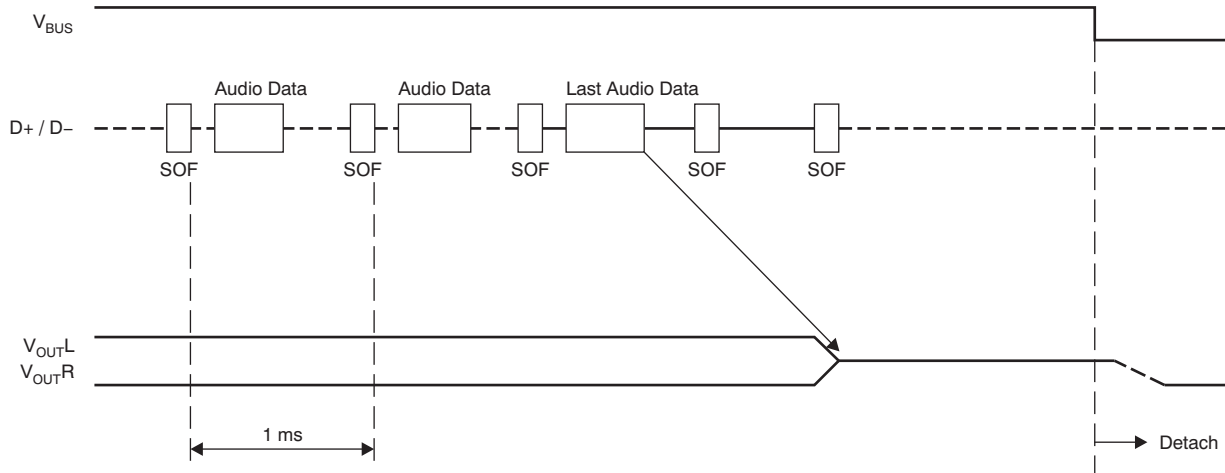 VBUS
Audio Data
Audio Data
Last Audio Data
D+ / D–
SOF
SOF
SOF
SOF
SOF
VOUTL
VOUTR
1 ms
Detach